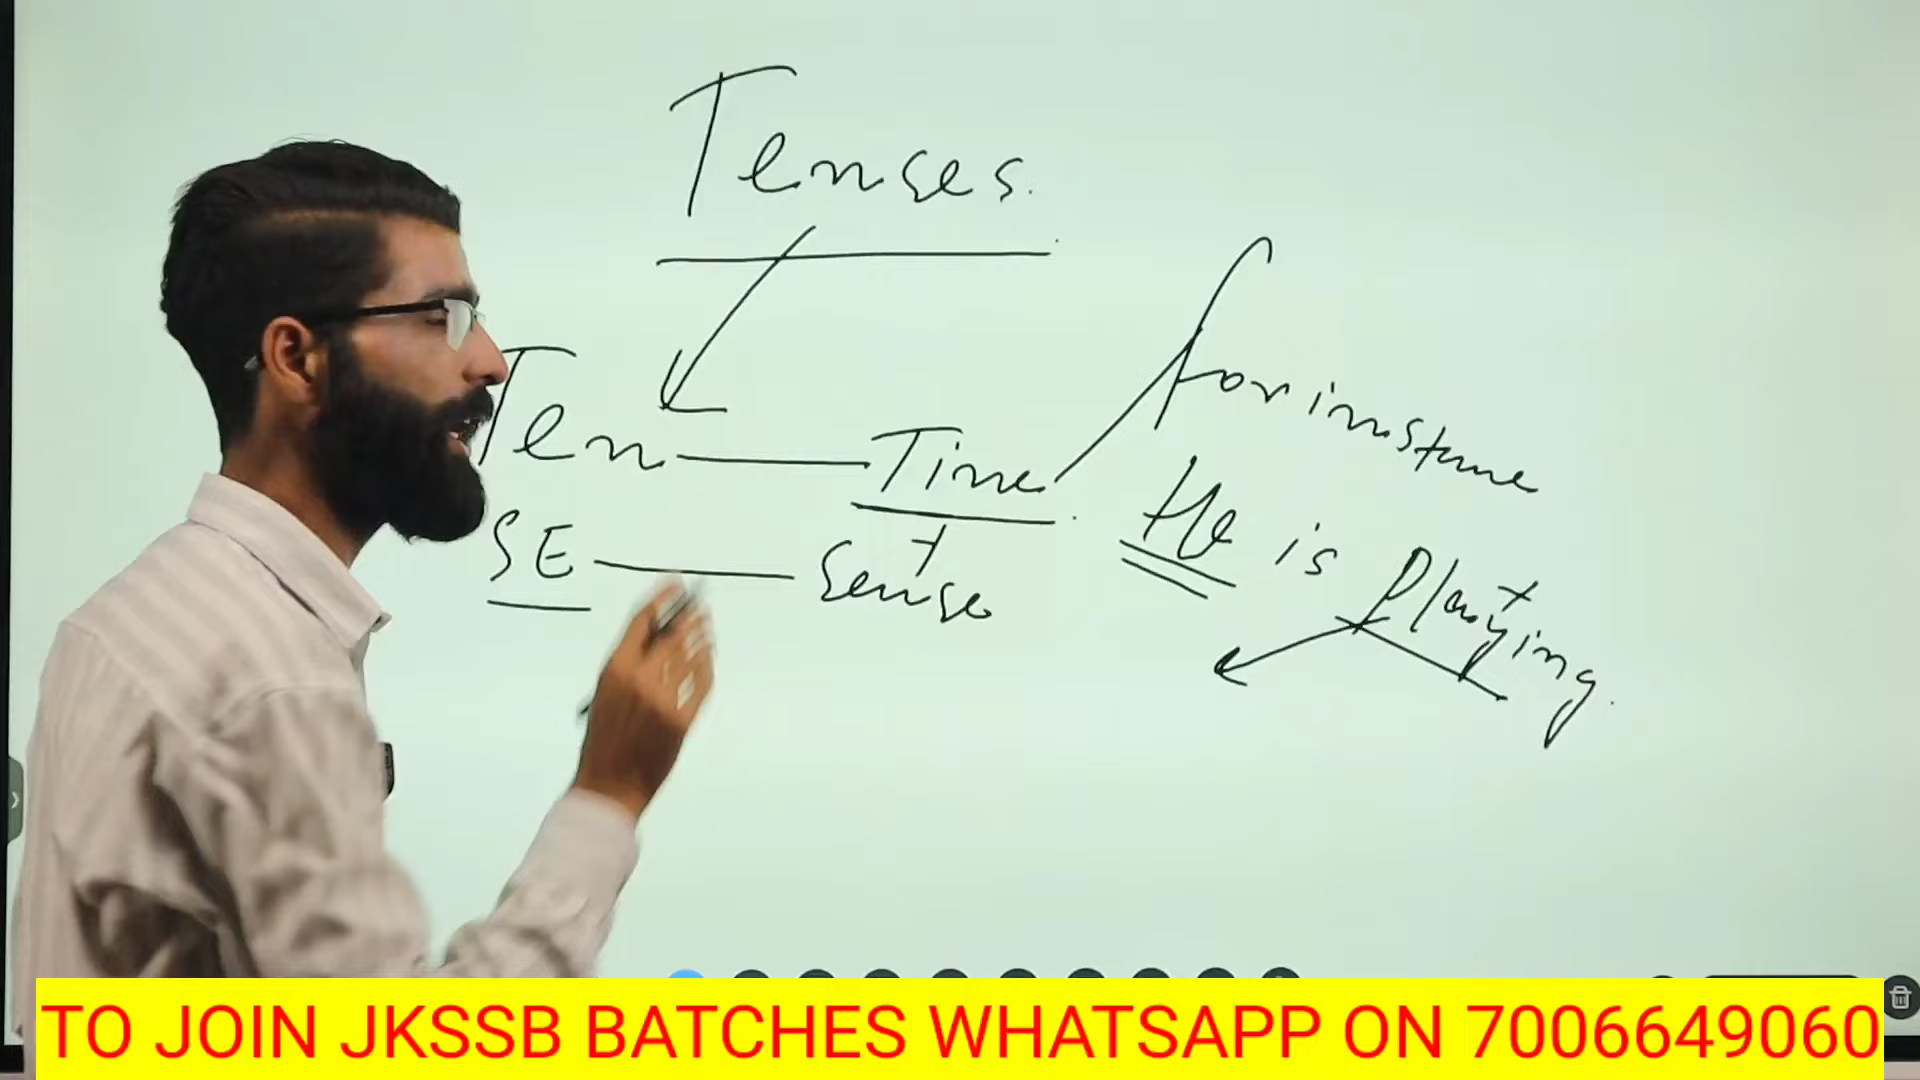 Tenses.
Ten — Time
SE — Sense
for instance
He is Playing.
TO JOIN JKSSB BATCHES WHATSAPP ON 7006649060